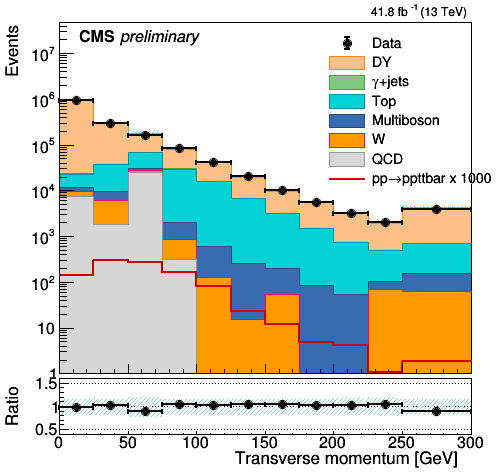 41.8 fb⁻¹ (13 TeV)
CMS preliminary
Events
10⁷
10⁶
10⁵
10⁴
10³
10²
10
1
Data
DY
γ+jets
Top
Multiboson
W
QCD
pp→ppttbar x 1000
Ratio
1.5
1
0.5
0 50 100 150 200 250 300
Transverse momentum [GeV]